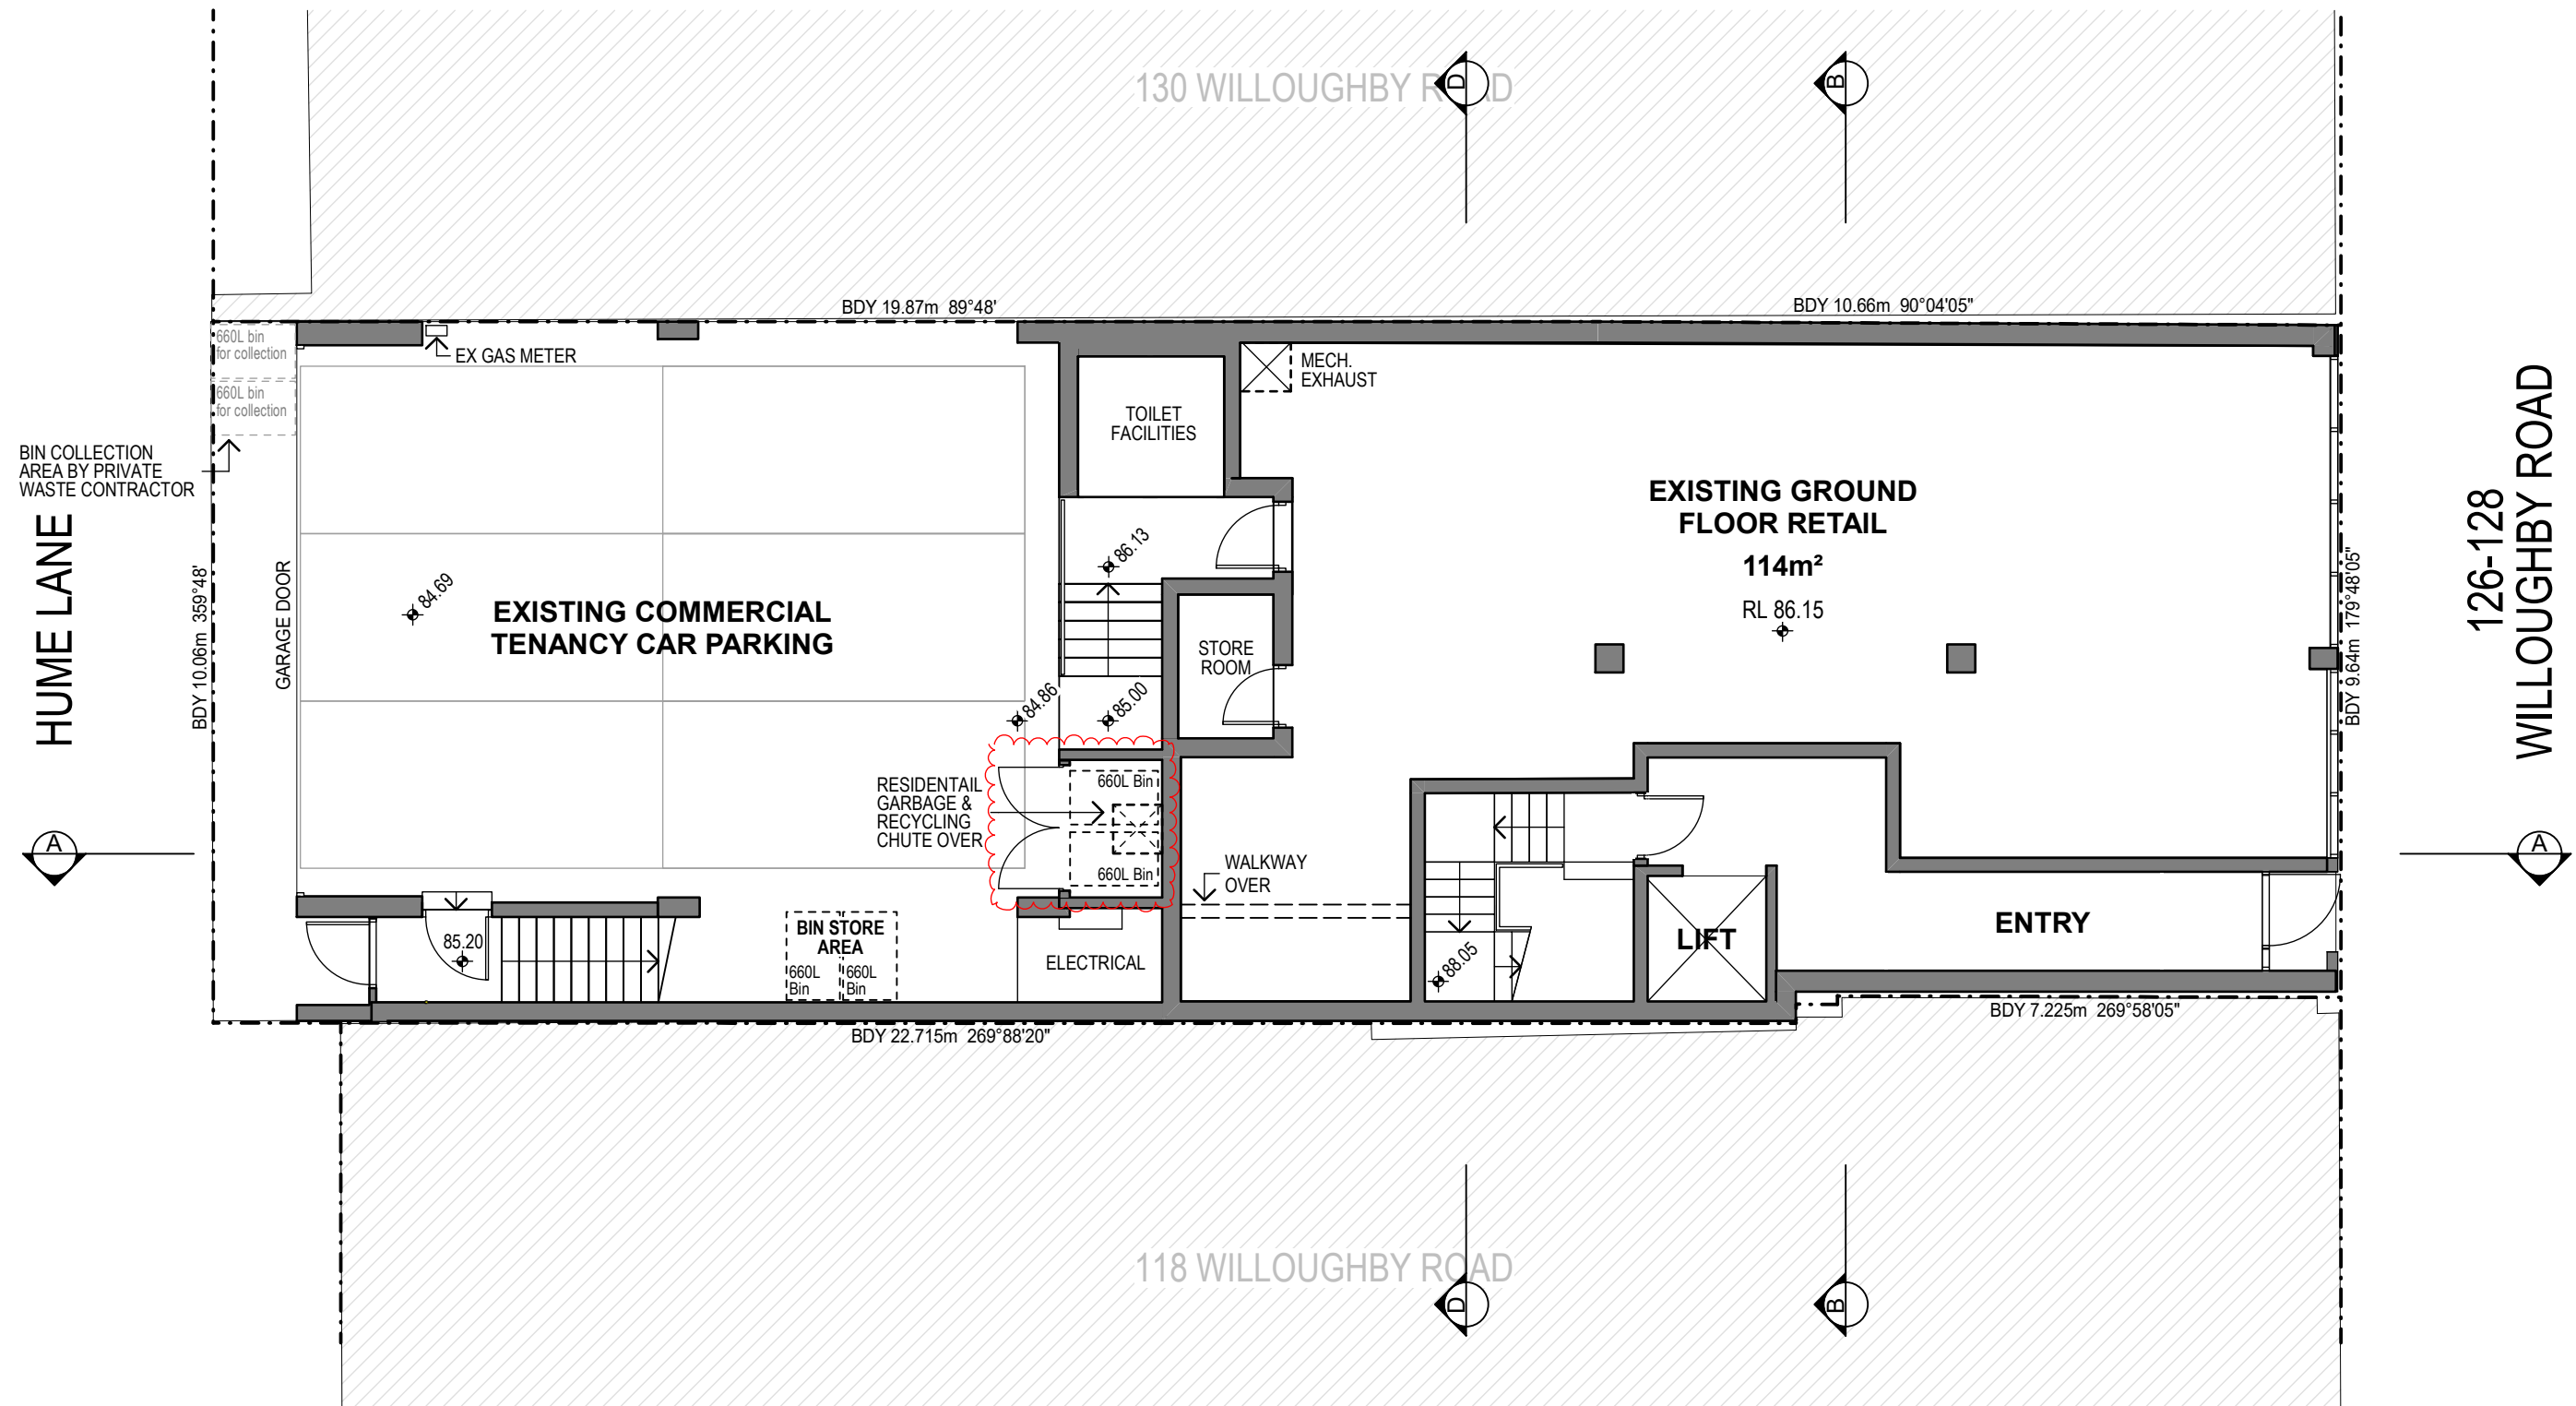 130 WILLOUGHBY ROAD
D
B
BDY 19.87m 89°48'
BDY 10.66m 90°04'05"
660L bin
for collection
660L bin
for collection
EX GAS METER
MECH.
EXHAUST
TOILET
FACILITIES
BIN COLLECTION
AREA BY PRIVATE
WASTE CONTRACTOR
HUME LANE
BDY 10.06m 359°48'
GARAGE DOOR
84.69
EXISTING COMMERCIAL
TENANCY CAR PARKING
86.13
STORE
ROOM
84.86
85.00
EXISTING GROUND
FLOOR RETAIL
114m²
RL 86.15
BDY 9.64m 179°48'05"
126-128
WILLOUGHBY ROAD
RESIDENTAIL
GARBAGE &
RECYCLING
CHUTE OVER
660L Bin
660L Bin
A
WALKWAY
OVER
A
85.20
BIN STORE
AREA
660L
Bin
660L
Bin
ELECTRICAL
88.05
LIFT
ENTRY
BDY 22.715m 269°88'20"
BDY 7.225m 269°58'05"
118 WILLOUGHBY ROAD
D
B